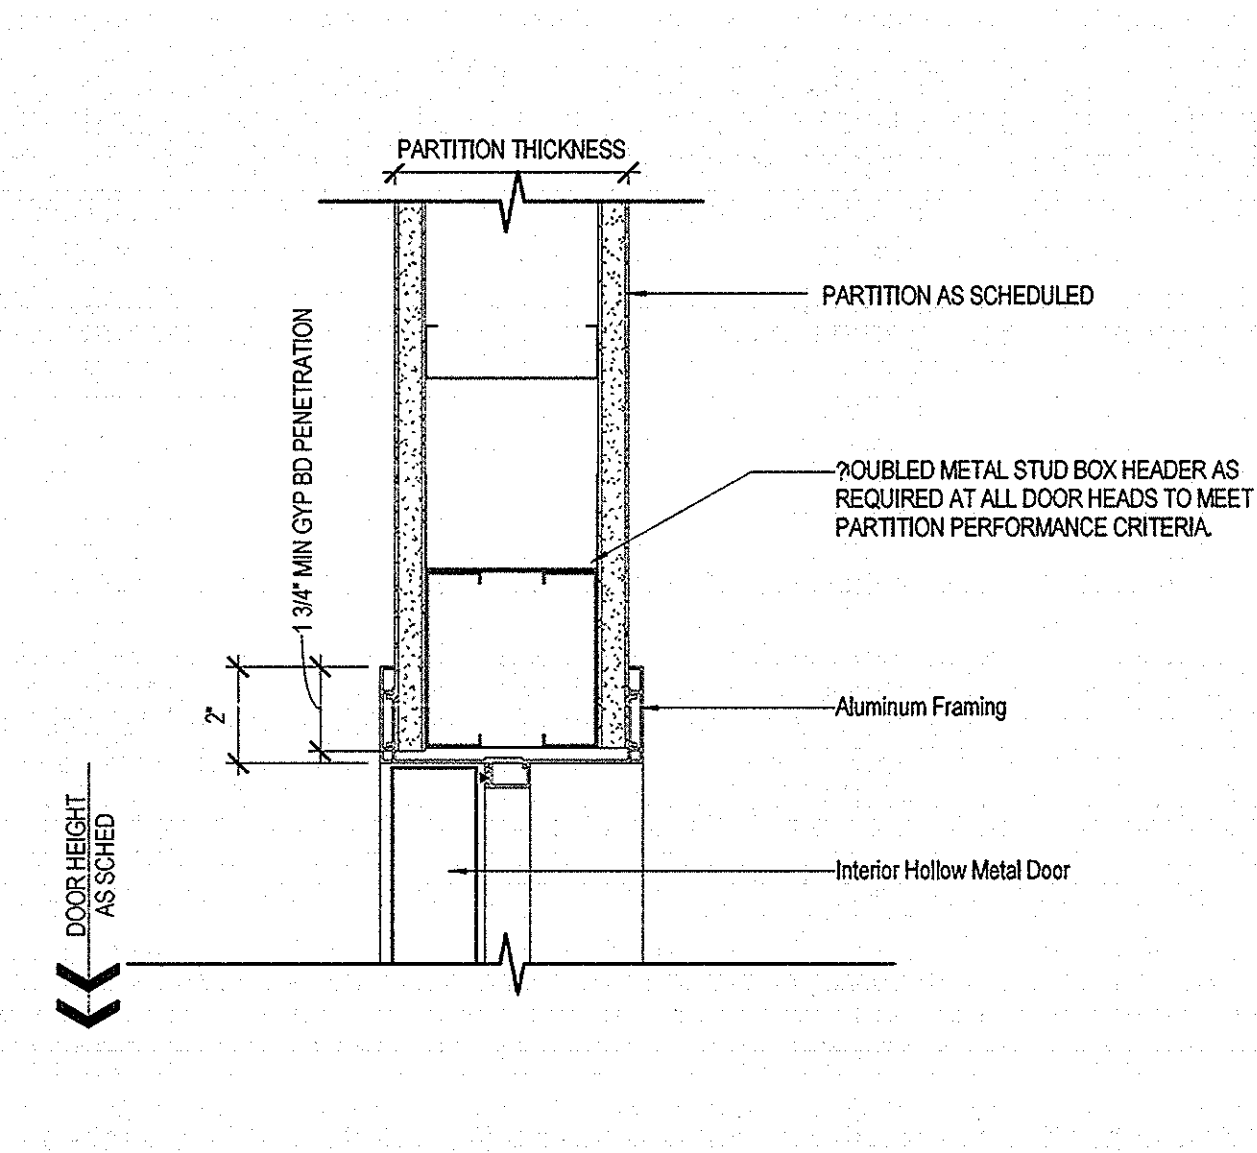 PARTITION THICKNESS
PARTITION AS SCHEDULED
1 3/4" MIN GYP BD PENETRATION
?OUBLED METAL STUD BOX HEADER AS
REQUIRED AT ALL DOOR HEADS TO MEET
PARTITION PERFORMANCE CRITERIA.
2"
Aluminum Framing
DOOR HEIGHT
AS SCHED
Interior Hollow Metal Door